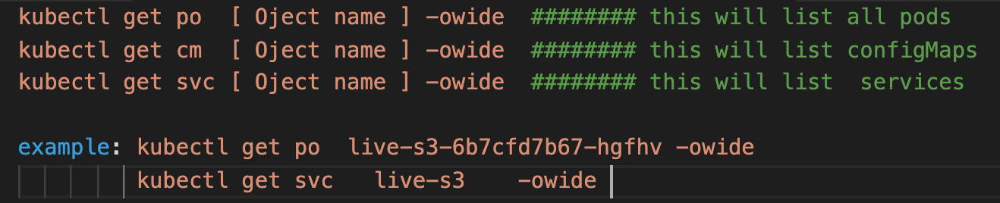 kubectl get po  [ Oject name ] -owide  ######## this will list all pods
kubectl get cm  [ Oject name ] -owide  ######## this will list configMaps
kubectl get svc [ Oject name ] -owide  ######## this will list  services
example: kubectl get po  live-s3-6b7cfd7b67-hgfhv -owide
kubectl get svc   live-s3    -owide